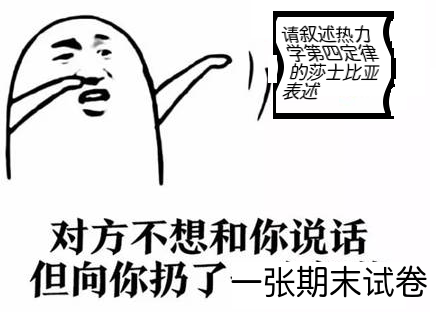 请叙述热力
学第四定律
的莎士比亚
表述
对方不想和你说话
但向你扔了一张期末试卷